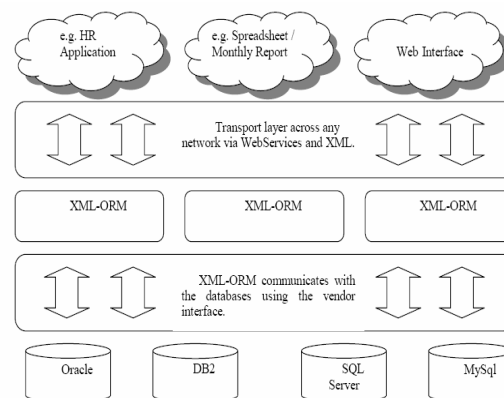 e.g. HR
Application
e.g. Spreadsheet /
Monthly Report
Web Interface
Transport layer across any
network via WebServices and XML.
XML-ORM
XML-ORM
XML-ORM
XML-ORM communicates with
the databases using the vendor
interface.
Oracle
DB2
SQL
Server
MySql